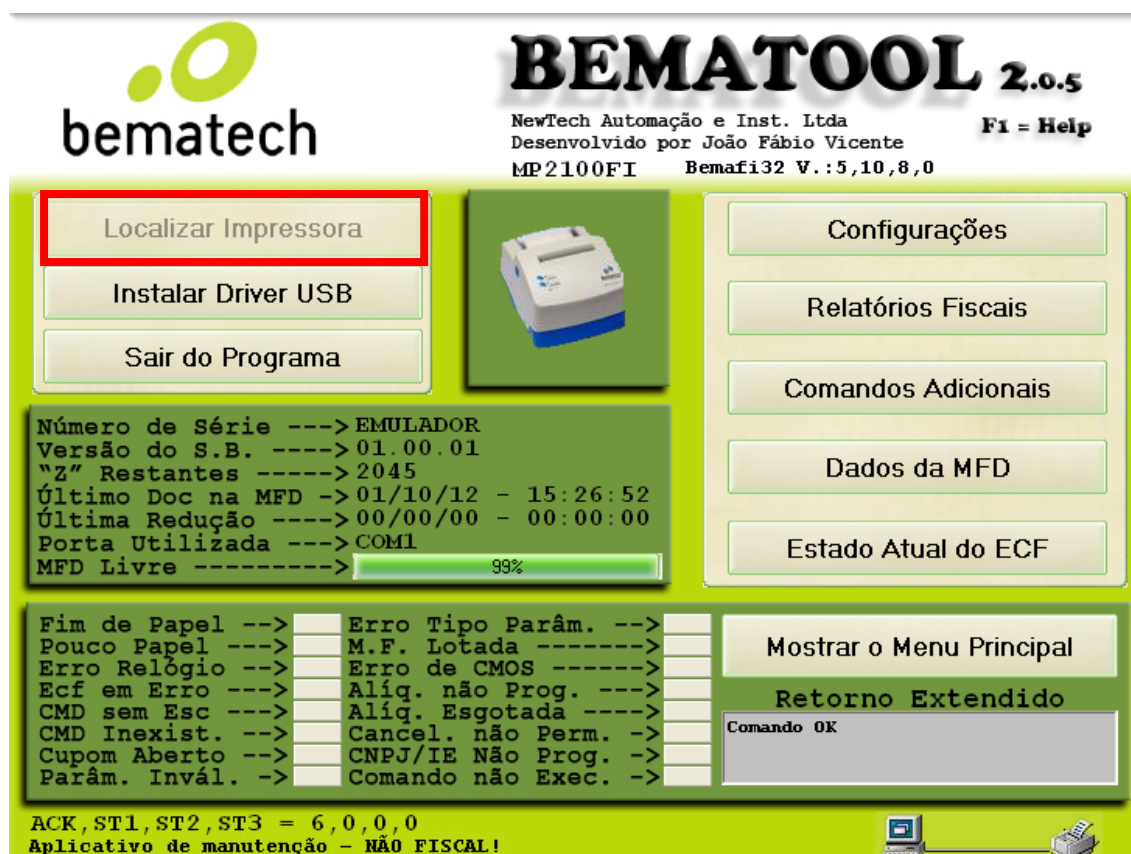 bematech
BEMATOOL 2.0.5
NewTech Automação e Inst. Ltda
Desenvolvido por João Fábio Vicente
F1 = Help
MP2100FI Bemafi32 V.:5,10,8,0
Localizar Impressora
Instalar Driver USB
Sair do Programa
Configurações
Relatórios Fiscais
Comandos Adicionais
Dados da MFD
Estado Atual do ECF
Número de Série ---> EMULADOR
Versão do S.B. ----> 01.00.01
"Z" Restantes -----> 2045
Último Doc na MFD -> 01/10/12 - 15:26:52
Última Redução ----> 00/00/00 - 00:00:00
Porta Utilizada ---> COM1
MFD Livre ---------> 99%
Fim de Papel --> Erro Tipo Parâm. -->
Pouco Papel ---> M.F. Lotada ------->
Erro Relógio --> Erro de CMOS ------>
Ecf em Erro ---> Alíq. não Prog. --->
CMD sem Esc ---> Alíq. Esgotada ---->
CMD Inexist. --> Cancel. não Perm. ->
Cupom Aberto --> CNPJ/IE Não Prog. ->
Parâm. Invál. -> Comando não Exec. ->
Mostrar o Menu Principal
Retorno Extendido
Comando OK
ACK,ST1,ST2,ST3 = 6,0,0,0
Aplicativo de manutenção - NÃO FISCAL!